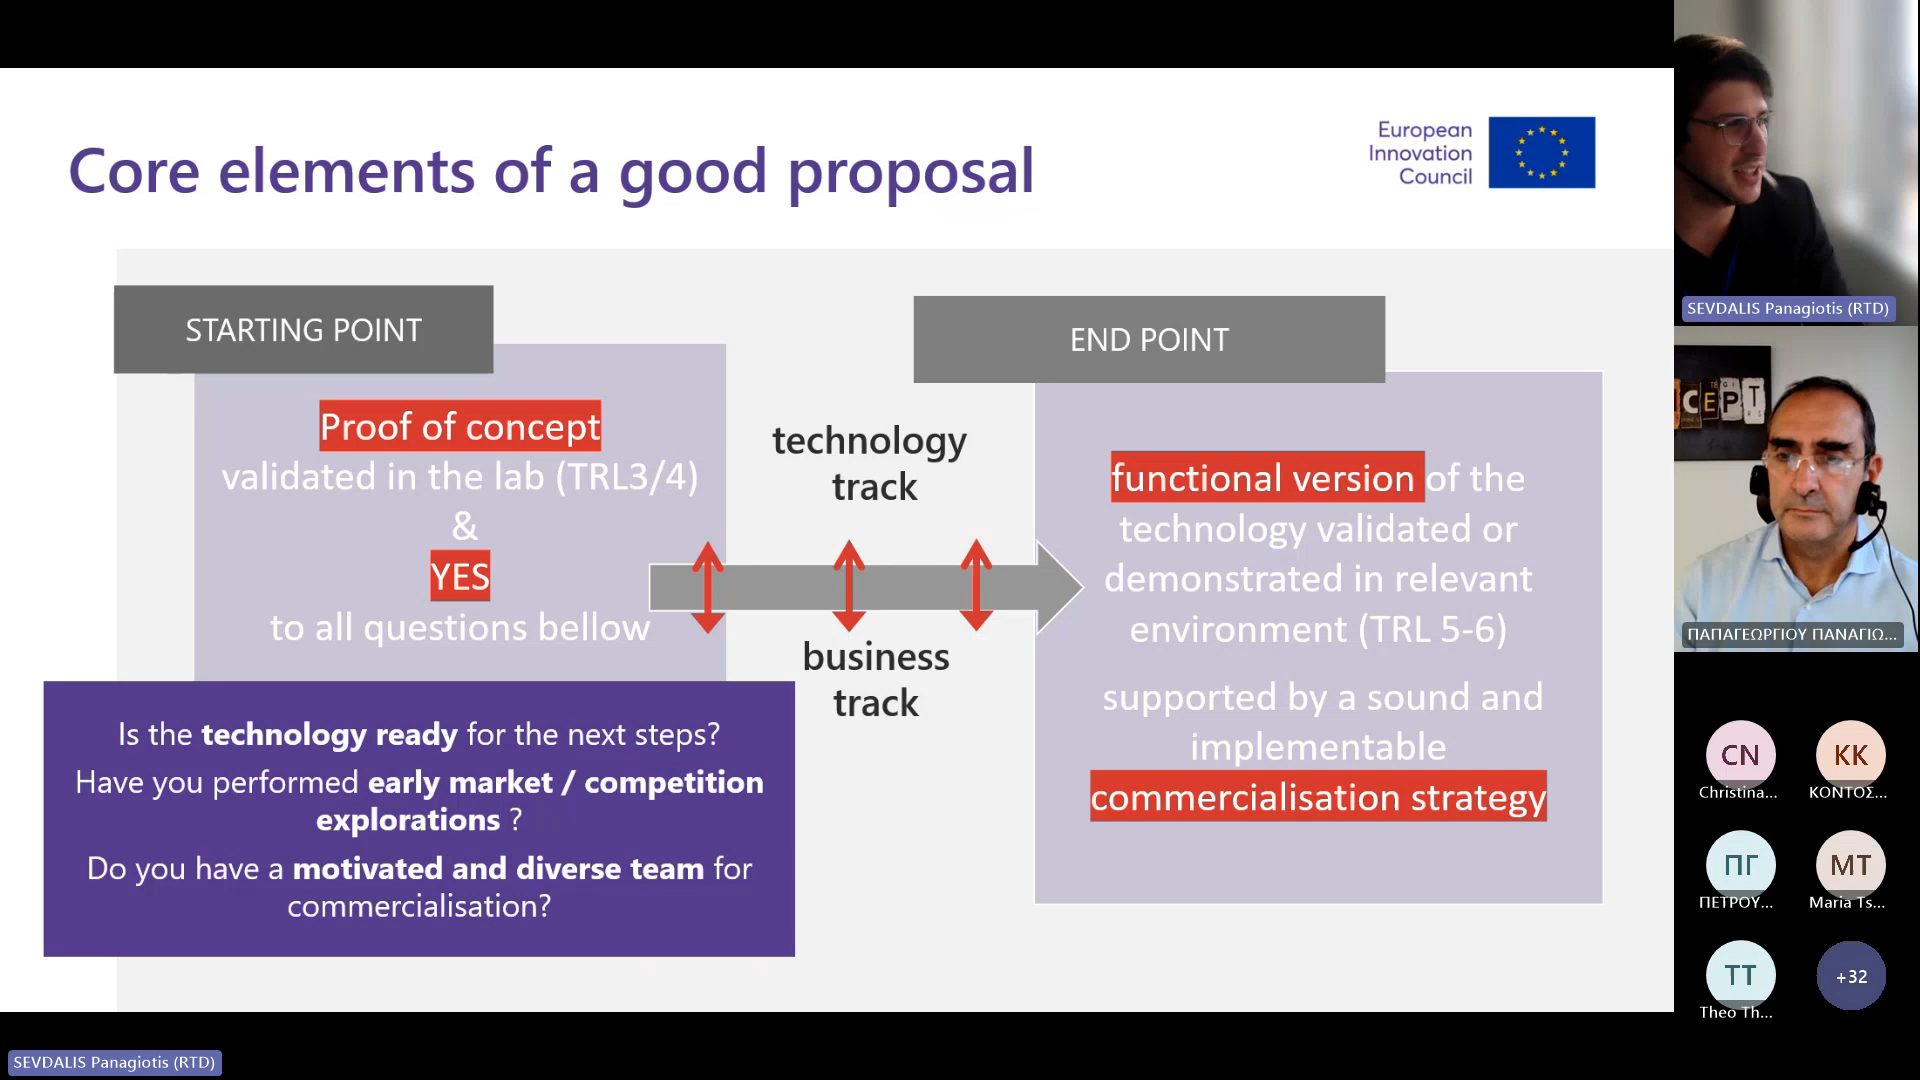 Core elements of a good proposal
European
Innovation
Council
STARTING POINT
Proof of concept
validated in the lab (TRL3/4)
&
YES
to all questions bellow
Is the technology ready for the next steps?
Have you performed early market / competition
explorations ?
Do you have a motivated and diverse team for
commercialisation?
technology
track
business
track
END POINT
functional version of the
technology validated or
demonstrated in relevant
environment (TRL 5-6)
supported by a sound and
implementable
commercialisation strategy
SEVDALIS Panagiotis (RTD)
CEPT
ΠΑΠΑΓΕΩΡΓΙΟΥ ΠΑΝΑΓΙΩ...
CN
Christina...
KK
ΚΟΝΤΟΣ...
ΠΓ
ΠΕΤΡΟΥ...
MT
Maria Ts...
TT
Theo Th...
+32
SEVDALIS Panagiotis (RTD)